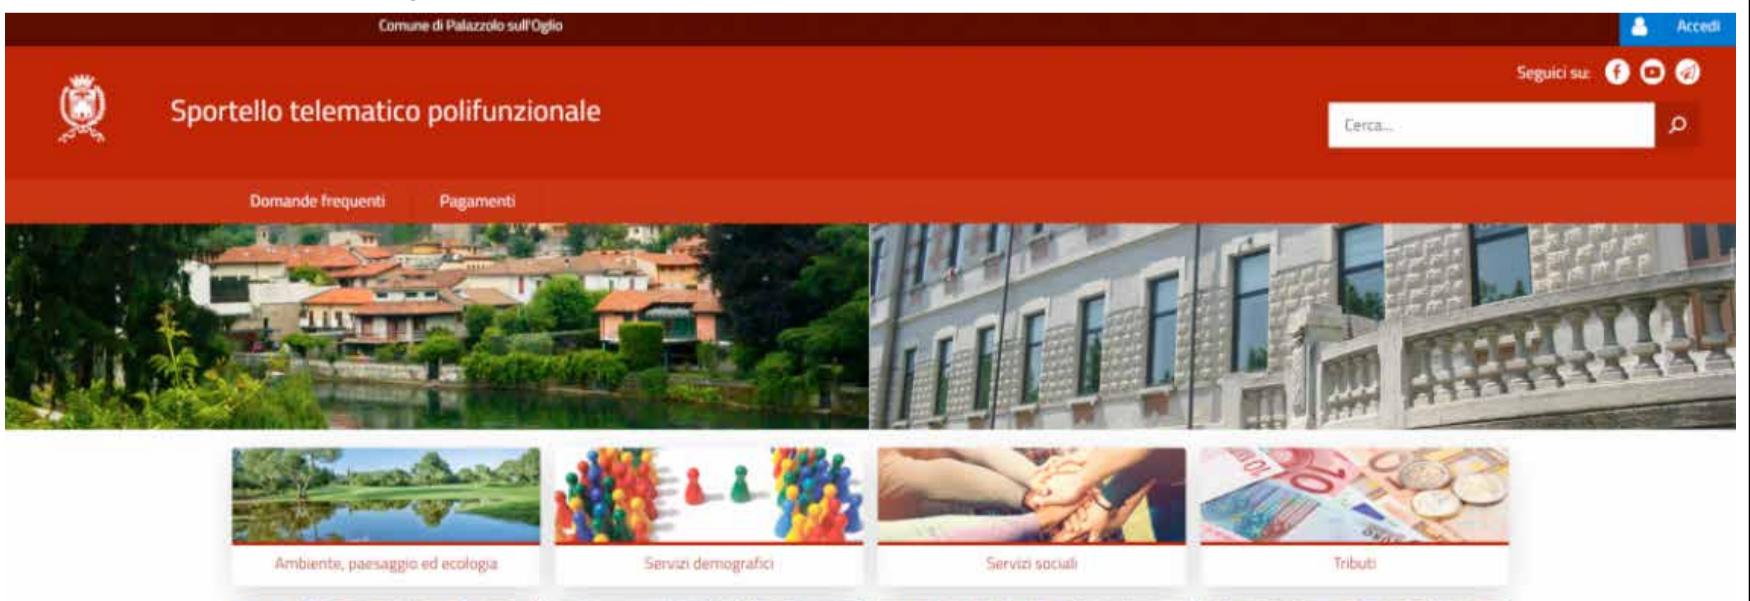 Comune di Palazzolo sull'Oglio
Accedi
Seguici su:
Sportello telematico polifunzionale
Cerca...
Domande frequenti
Pagamenti
Ambiente, paesaggio ed ecologia
Servizi demografici
Servizi sociali
Tributi